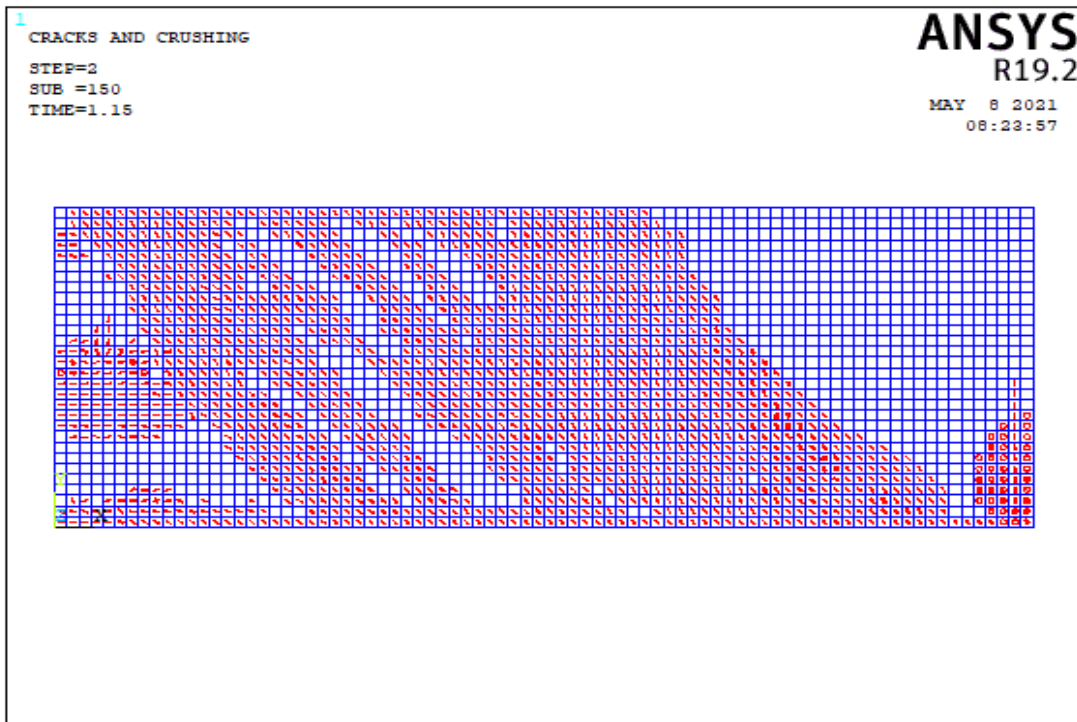 1
CRACKS AND CRUSHING
STEP=2
SUB =150
TIME=1.15
ANSYS
R19.2
MAY  8 2021
08:23:57
Y
Z X